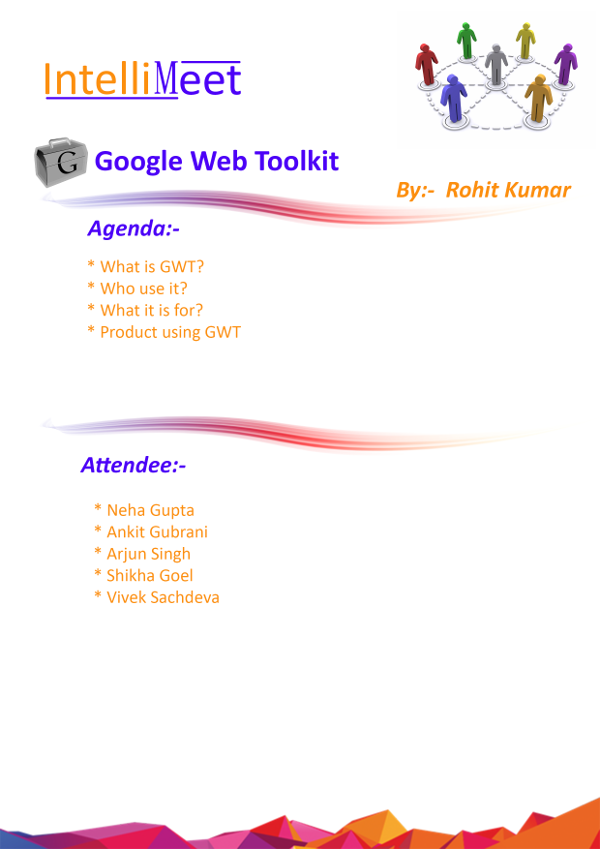 IntelliMeet
G
Google Web Toolkit
By:- Rohit Kumar
Agenda:-
* What is GWT?
* Who use it?
* What it is for?
* Product using GWT
Attendee:-
* Neha Gupta
* Ankit Gubrani
* Arjun Singh
* Shikha Goel
* Vivek Sachdeva